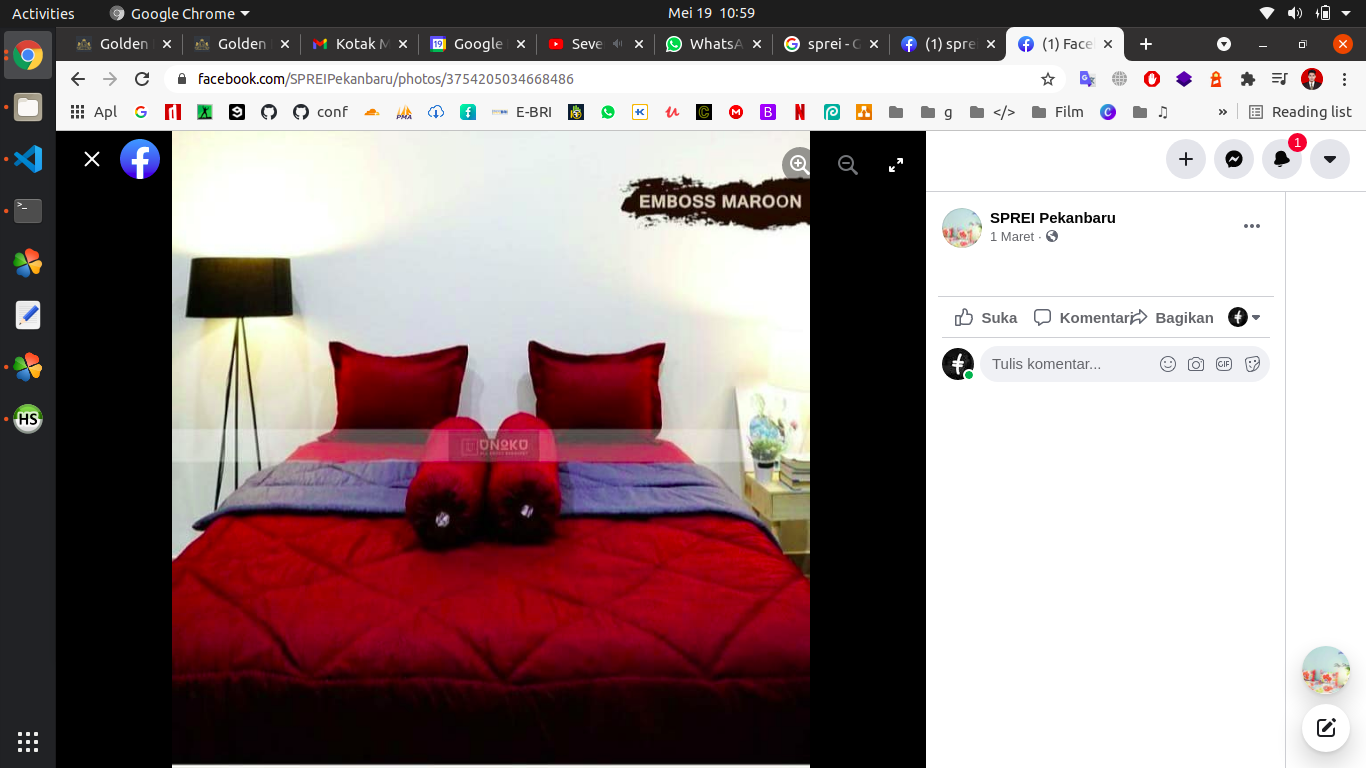 Activities
Google Chrome
Mei 19 10:59
Golden
Golden
Kotak M
Google
Seve
WhatsA
sprei - G
(1) spre
(1) Face
facebook.com/SPREIPekanbaru/photos/3754205034668486
Apl
conf
E-BRI
g
</>
Film
»
Reading list
EMBOSS MAROON
UNOKU
1
SPREI Pekanbaru
1 Maret ·
Suka
Komentari
Bagikan
Tulis komentar...
GIF
HS